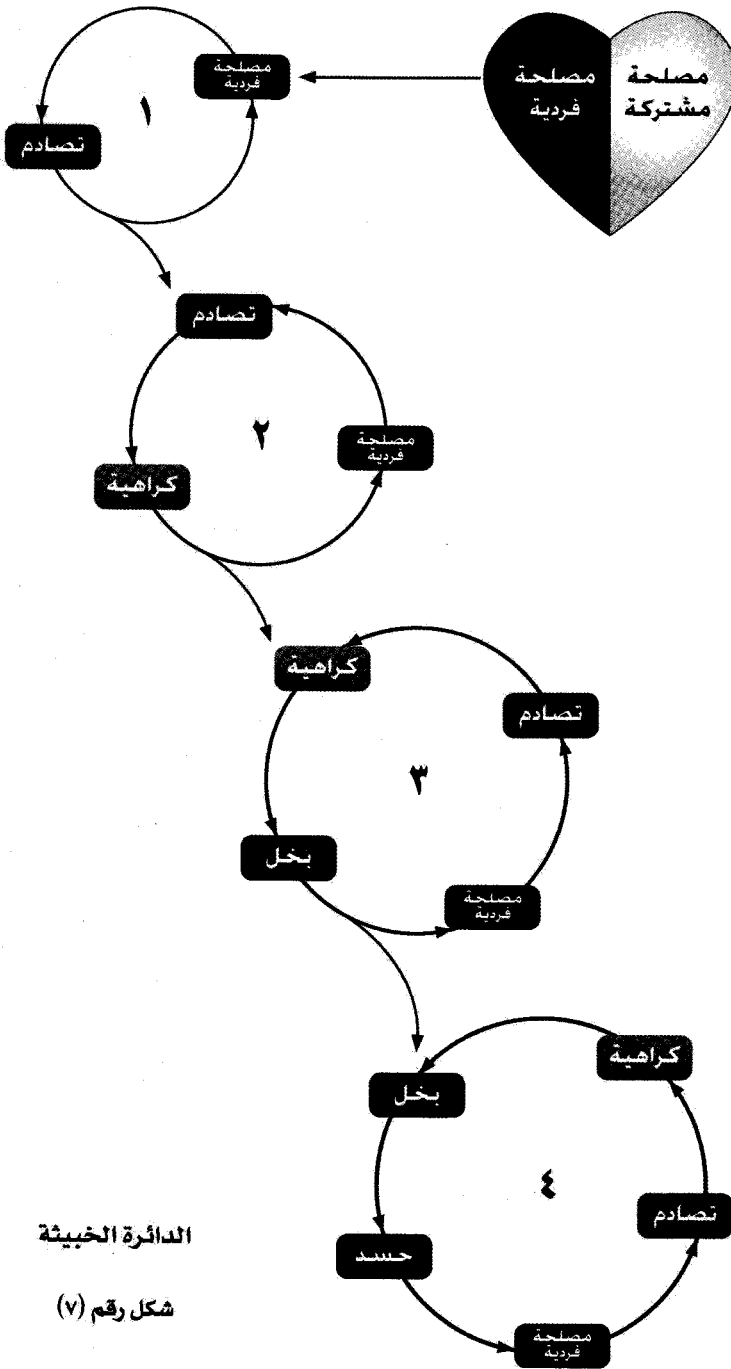 مصلحة
مشتركة
مصلحة
فردية
مصلحة
فردية
١
تصادم
تصادم
٢
مصلحة
فردية
كراهية
كراهية
تصادم
٣
بخل
مصلحة
فردية
كراهية
بخل
٤
تصادم
حسد
مصلحة
فردية
الدائرة الخبيثة
شكل رقم (٧)